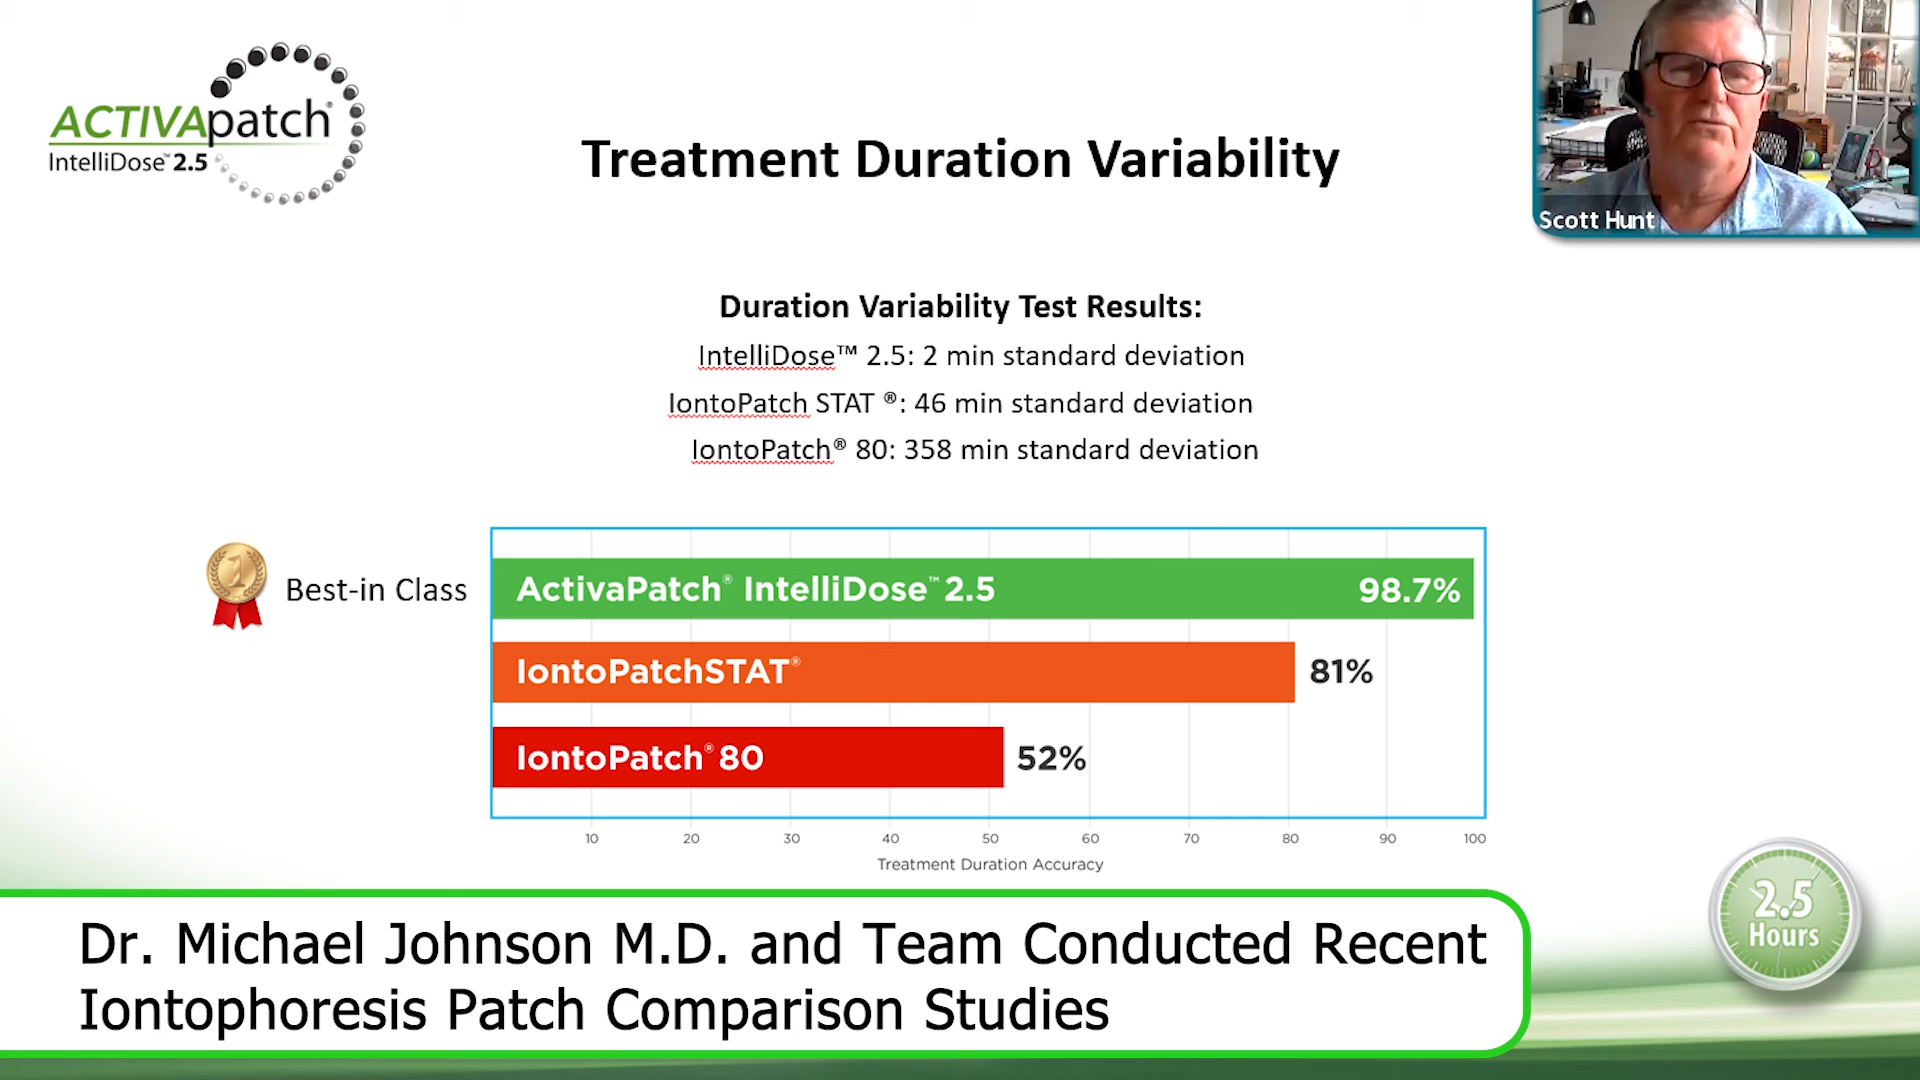 ACTIVApatch®
IntelliDose™ 2.5
Treatment Duration Variability
Scott Hunt
Duration Variability Test Results:
IntelliDose™ 2.5: 2 min standard deviation
IontoPatch STAT ®: 46 min standard deviation
IontoPatch® 80: 358 min standard deviation
1
Best-in Class
ActivaPatch® IntelliDose™ 2.5 98.7%
IontoPatchSTAT® 81%
IontoPatch® 80 52%
10 20 30 40 50 60 70 80 90 100
Treatment Duration Accuracy
2.5
Hours
Dr. Michael Johnson M.D. and Team Conducted Recent
Iontophoresis Patch Comparison Studies